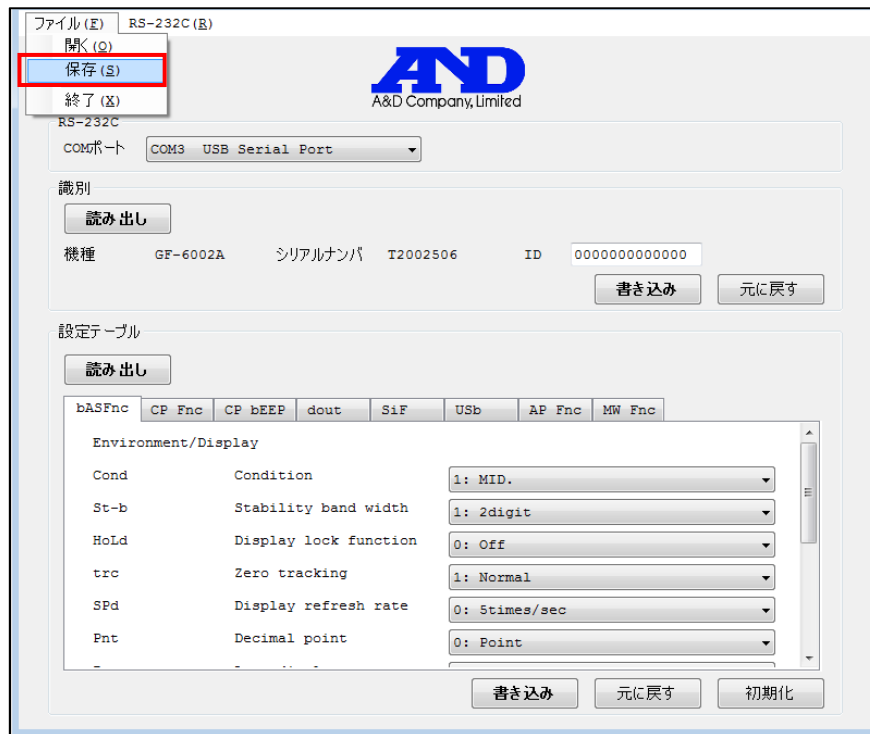 ファイル(F) RS-232C(R)
開く(O)
保存(S)
終了(X)
AND
A&D Company, Limited
RS-232C
COMポート COM3 USB Serial Port
識別
読み出し
機種 GF-6002A シリアルナンバ T2002506 ID 0000000000000
書き込み 元に戻す
設定テーブル
読み出し
bASFnc CP Fnc CP bEEP dout SiF USb AP Fnc MW Fnc
Environment/Display
Cond Condition 1: MID.
St-b Stability band width 1: 2digit
HoLd Display lock function 0: Off
trc Zero tracking 1: Normal
SPd Display refresh rate 0: 5times/sec
Pnt Decimal point 0: Point
書き込み 元に戻す 初期化